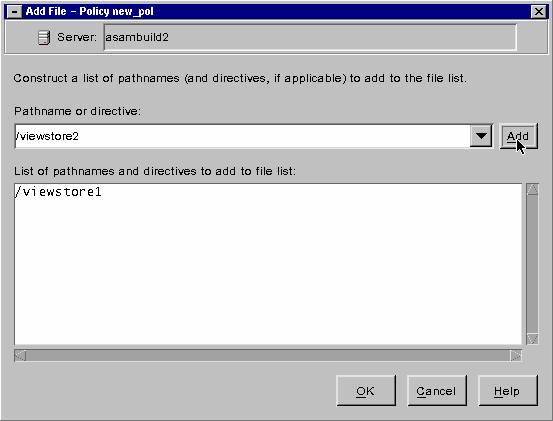 Add File - Policy new_pol
Server: asambuild2
Construct a list of pathnames (and directives, if applicable) to add to the file list.
Pathname or directive:
/viewstore2 Add
List of pathnames and directives to add to file list:
/viewstore1
OK Cancel Help